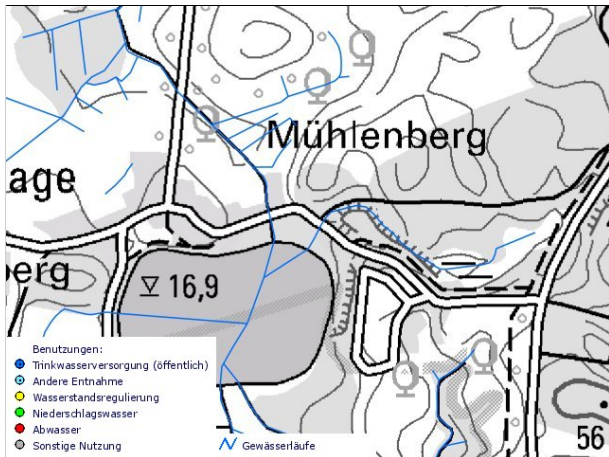 Mühlenberg
age
berg
16,9
Benutzungen:
Trinkwasserversorgung (öffentlich)
Andere Entnahme
Wasserstandsregulierung
Niederschlagswasser
Abwasser
Sonstige Nutzung
Gewässerläufe
56